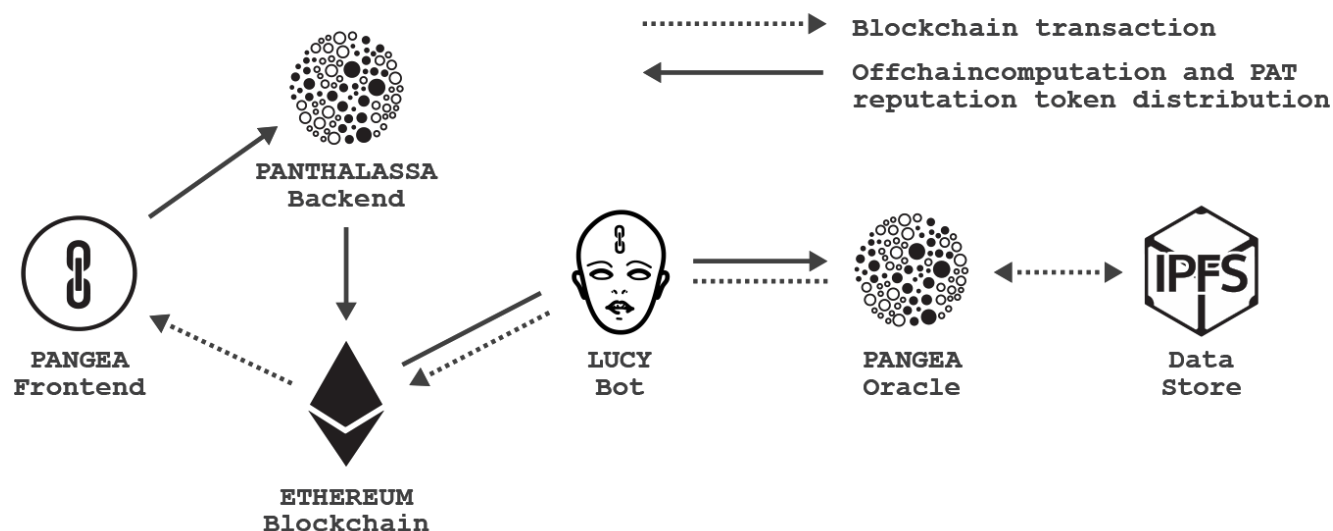 Blockchain transaction
Offchaincomputation and PAT
reputation token distribution
PANTHALASSA
Backend
PANGEA
Frontend
ETHEREUM
Blockchain
LUCY
Bot
PANGEA
Oracle
IPFS
Data
Store